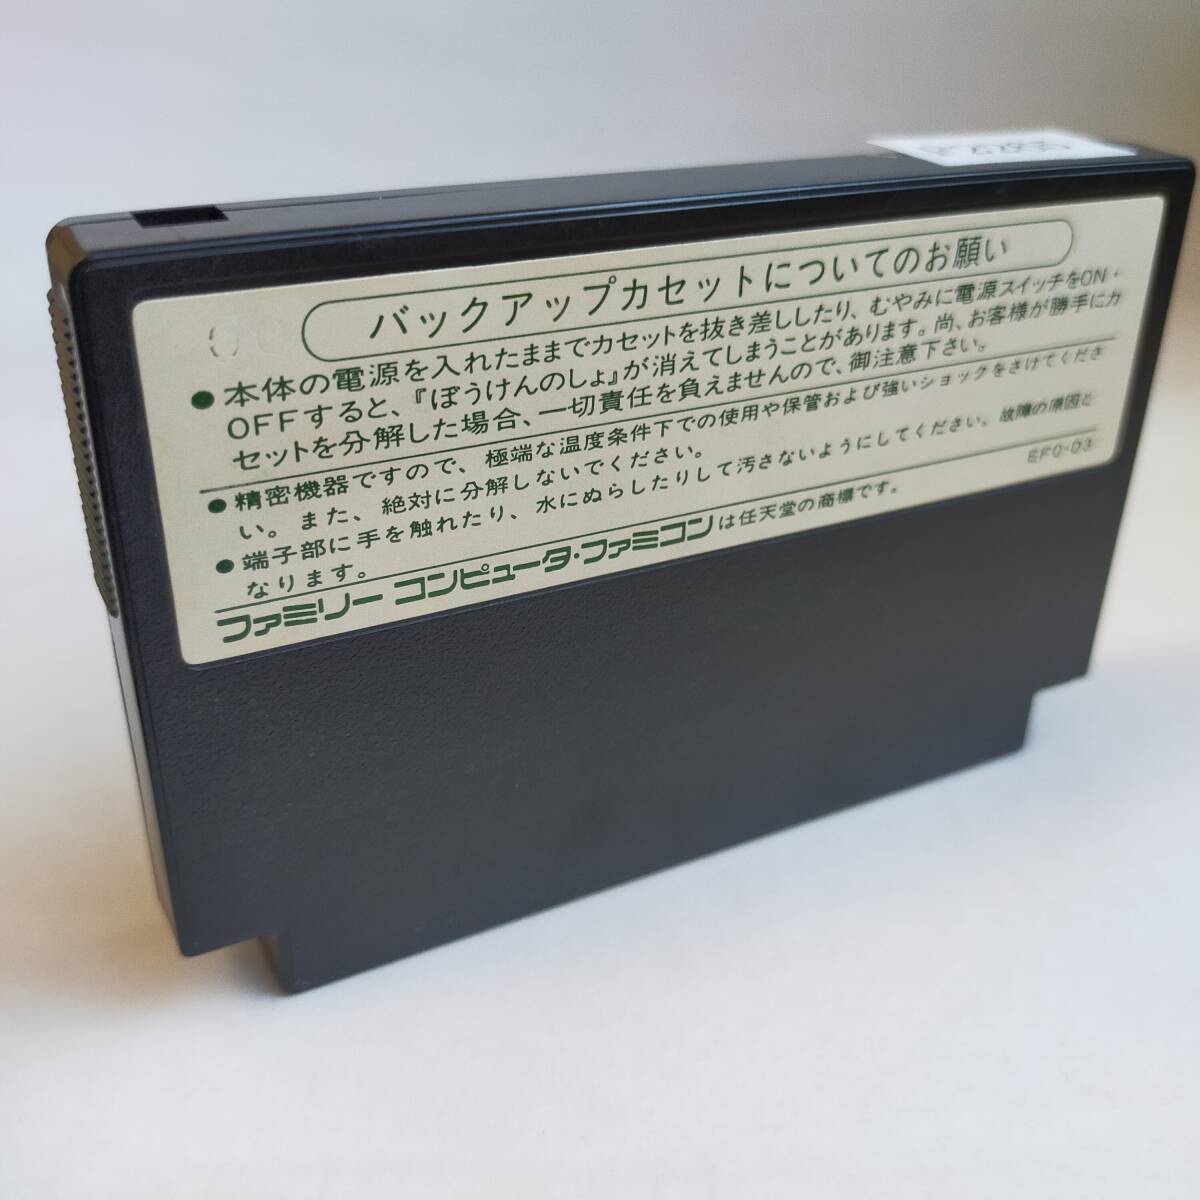 バックアップカセットについてのお願い
●本体の電源を入れたままでカセットを抜き差ししたり、むやみに電源スイッチをON・
OFFすると、『ぼうけんのしょ』が消えてしまうことがあります。尚、お客様が勝手にカ
セットを分解した場合、一切責任を負えませんので、御注意下さい。
●精密機器ですので、極端な温度条件下での使用や保管および強いショックをさけてくださ
い。また、絶対に分解しないでください。
●端子部に手を触れたり、水にぬらしたりして汚さないようにしてください。故障の原因と
なります。
EFC-D3
ファミリーコンピュータ・ファミコンは任天堂の商標です。